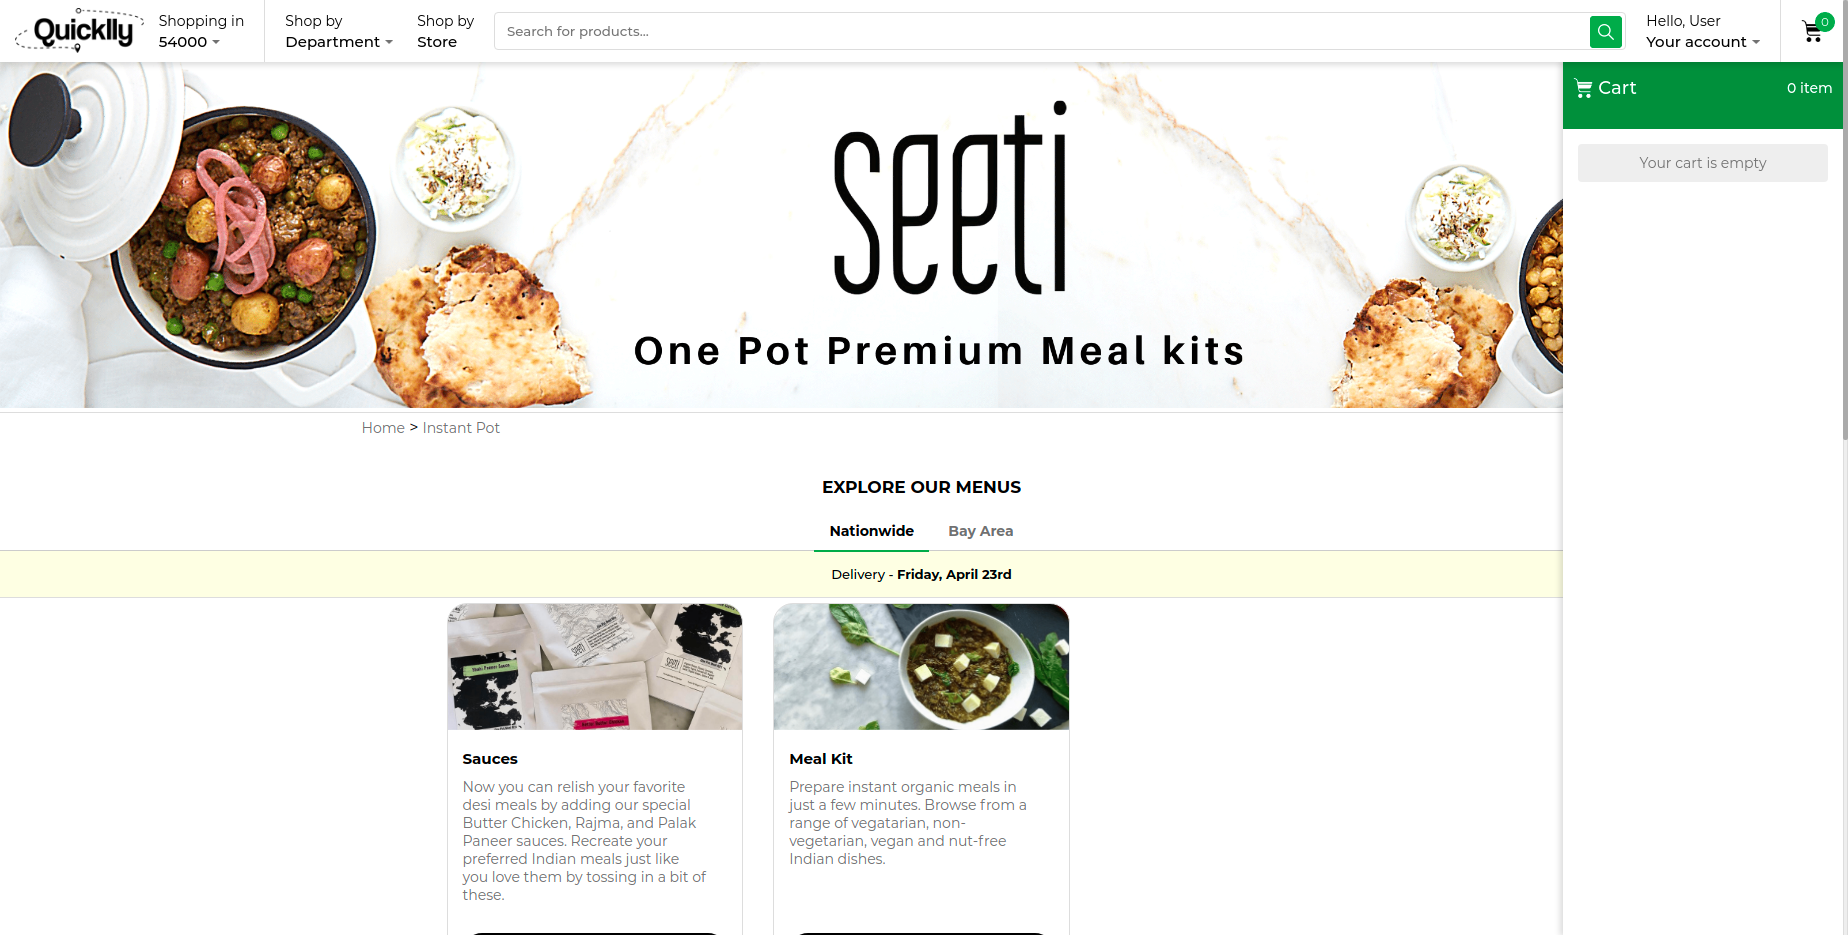 Quicklly
Shopping in
54000
Shop by
Department
Shop by
Store
Search for products...
Hello, User
Your account
0
Cart
0 item
Your cart is empty
seeti
One Pot Premium Meal kits
Home > Instant Pot
EXPLORE OUR MENUS
Nationwide
Bay Area
Delivery - Friday, April 23rd
seeti
seeti
Sauces
Now you can relish your favorite
desi meals by adding our special
Butter Chicken, Rajma, and Palak
Paneer sauces. Recreate your
preferred Indian meals just like
you love them by tossing in a bit of
these.
Meal Kit
Prepare instant organic meals in
just a few minutes. Browse from a
range of vegatarian, non-
vegetarian, vegan and nut-free
Indian dishes.